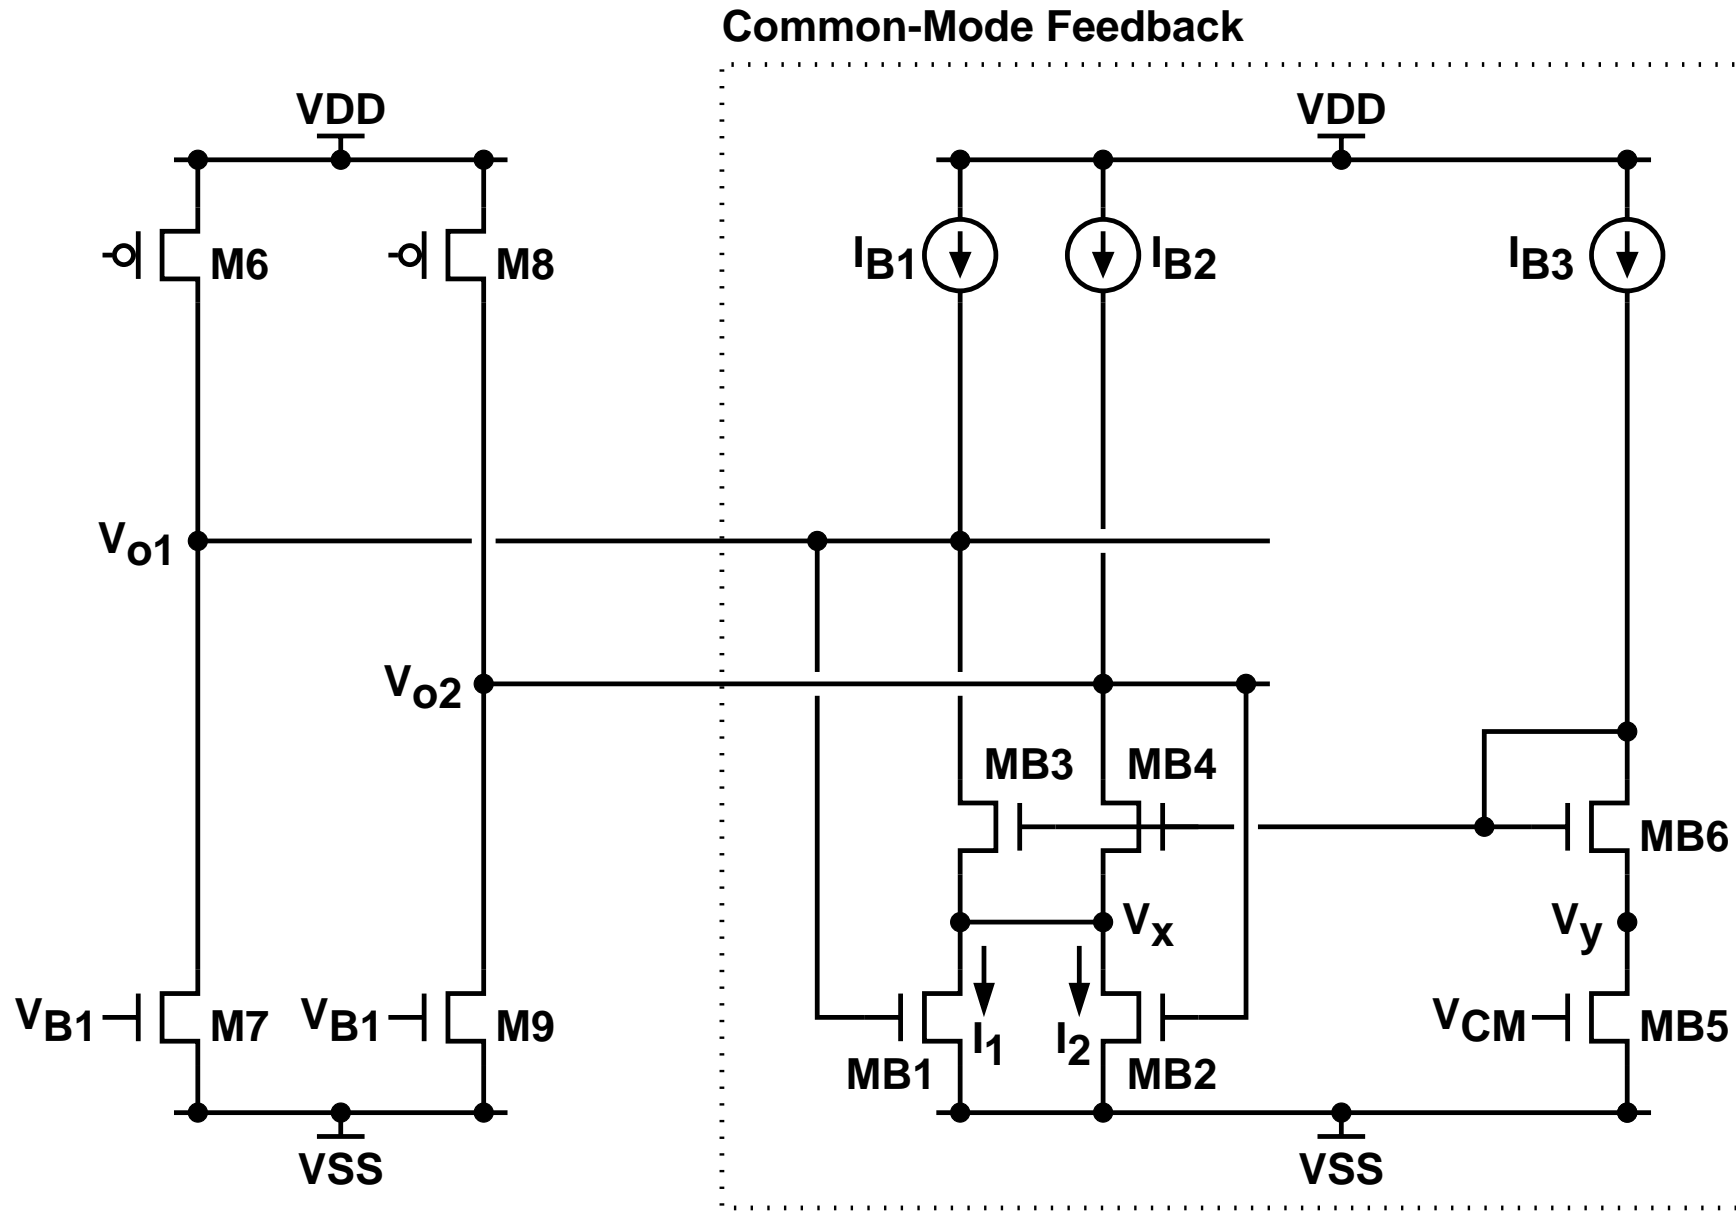 Common-Mode Feedback
VDD
VDD
M6
M8
IB1
IB2
IB3
Vo1
Vo2
MB3
MB4
MB6
Vx
Vy
VB1
M7
VB1
M9
I1
I2
VCM
MB5
MB1
MB2
VSS
VSS